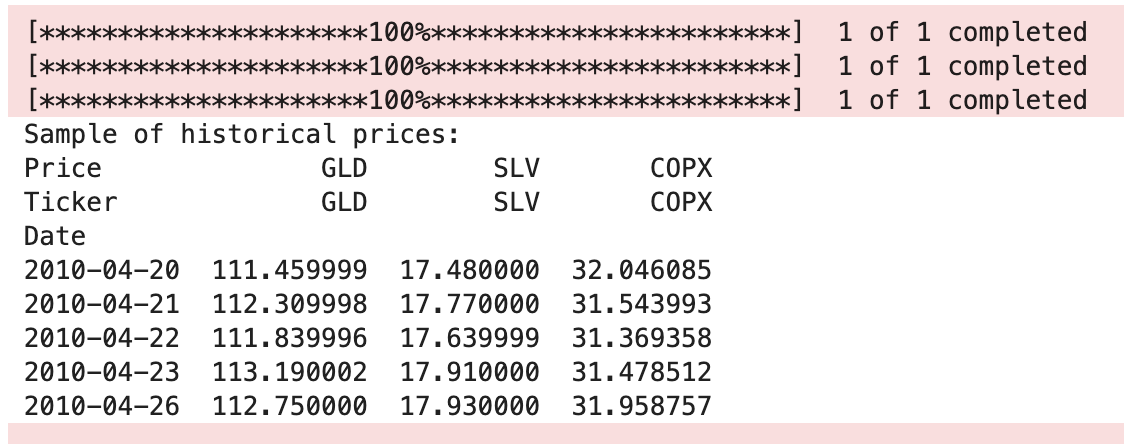 [*********************100%***********************]  1 of 1 completed
[*********************100%***********************]  1 of 1 completed
[*********************100%***********************]  1 of 1 completed
Sample of historical prices:
Price              GLD        SLV       COPX
Ticker             GLD        SLV       COPX
Date
2010-04-20  111.459999  17.480000  32.046085
2010-04-21  112.309998  17.770000  31.543993
2010-04-22  111.839996  17.639999  31.369358
2010-04-23  113.190002  17.910000  31.478512
2010-04-26  112.750000  17.930000  31.958757